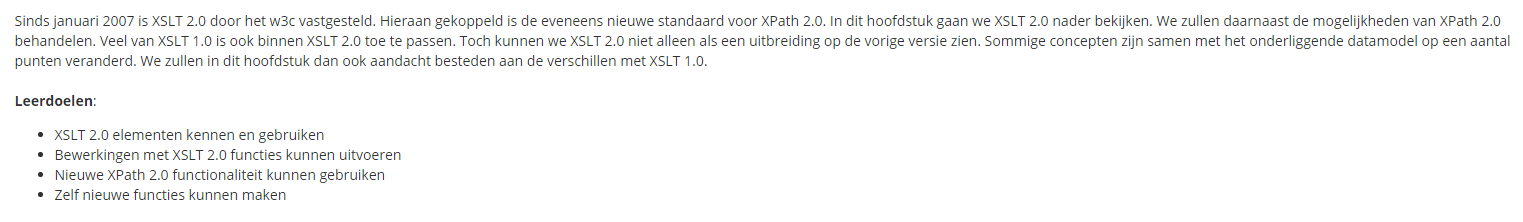 Sinds januari 2007 is XSLT 2.0 door het w3c vastgesteld. Hieraan gekoppeld is de eveneens nieuwe standaard voor XPath 2.0. In dit hoofdstuk gaan we XSLT 2.0 nader bekijken. We zullen daarnaast de mogelijkheden van XPath 2.0
behandelen. Veel van XSLT 1.0 is ook binnen XSLT 2.0 toe te passen. Toch kunnen we XSLT 2.0 niet alleen als een uitbreiding op de vorige versie zien. Sommige concepten zijn samen met het onderliggende datamodel op een aantal
punten veranderd. We zullen in dit hoofdstuk dan ook aandacht besteden aan de verschillen met XSLT 1.0.
Leerdoelen:
• XSLT 2.0 elementen kennen en gebruiken
• Bewerkingen met XSLT 2.0 functies kunnen uitvoeren
• Nieuwe XPath 2.0 functionaliteit kunnen gebruiken
• Zelf nieuwe functies kunnen maken